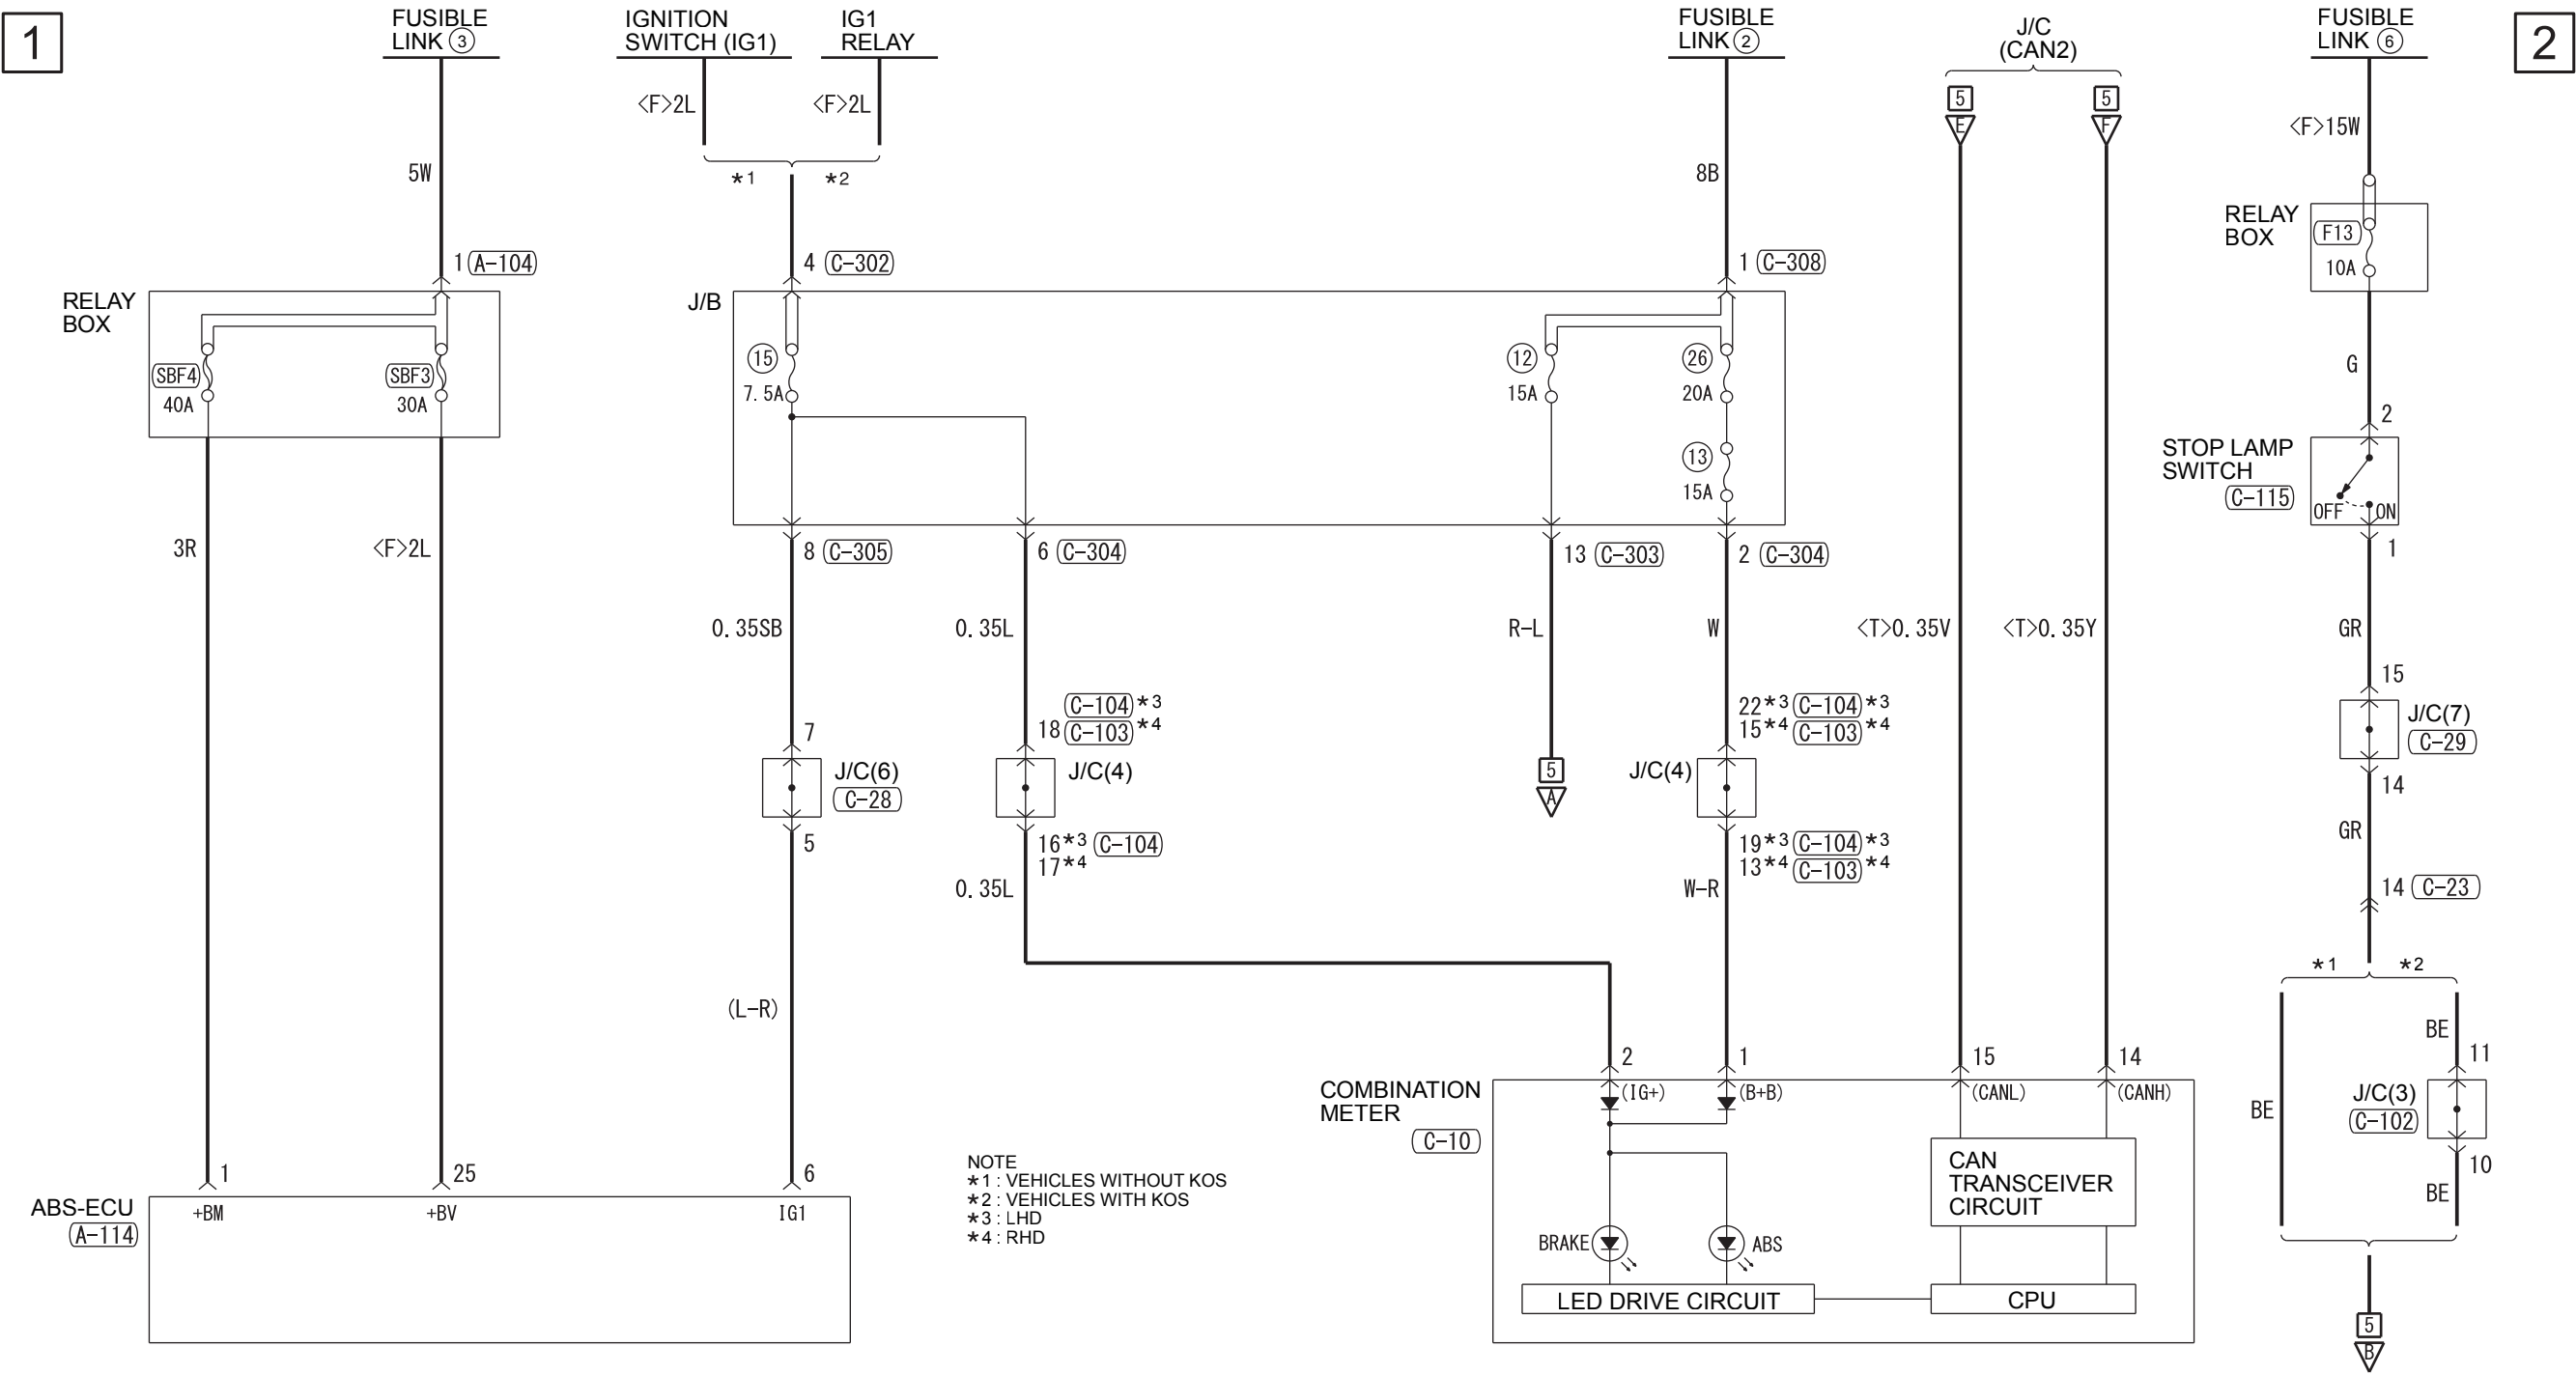 1
FUSIBLE
LINK 3
IGNITION
SWITCH (IG1)
IG1
RELAY
FUSIBLE
LINK 2
J/C
(CAN2)
FUSIBLE
LINK 6
2
5
E
5
F
<F>2L
<F>2L
<F>15W
5W
*1
*2
8B
RELAY
BOX
F13
10A
1 A-104
4 C-302
1 C-308
RELAY
BOX
J/B
SBF4
40A
SBF3
30A
15
7.5A
12
15A
26
20A
13
15A
G
2
STOP LAMP
SWITCH
C-115
OFF
ON
1
3R
<F>2L
8 C-305
6 C-304
13 C-303
2 C-304
0.35SB
0.35L
R-L
W
<T>0.35V
<T>0.35Y
GR
15
J/C(7)
C-29
14
GR
7
J/C(6)
C-28
5
C-104 *3
18 C-103 *4
J/C(4)
16*3 C-104
17*4
0.35L
5
A
22*3 C-104 *3
15*4 C-103 *4
J/C(4)
19*3 C-104 *3
13*4 C-103 *4
W-R
14 C-23
*1
*2
(L-R)
BE
BE
11
J/C(3)
C-102
10
BE
2
1
15
14
COMBINATION
METER
C-10
(IG+)
(B+B)
(CANL)
(CANH)
CAN
TRANSCEIVER
CIRCUIT
BRAKE
ABS
LED DRIVE CIRCUIT
CPU
1
25
6
ABS-ECU
A-114
+BM
+BV
IG1
NOTE
*1 : VEHICLES WITHOUT KOS
*2 : VEHICLES WITH KOS
*3 : LHD
*4 : RHD
5
B